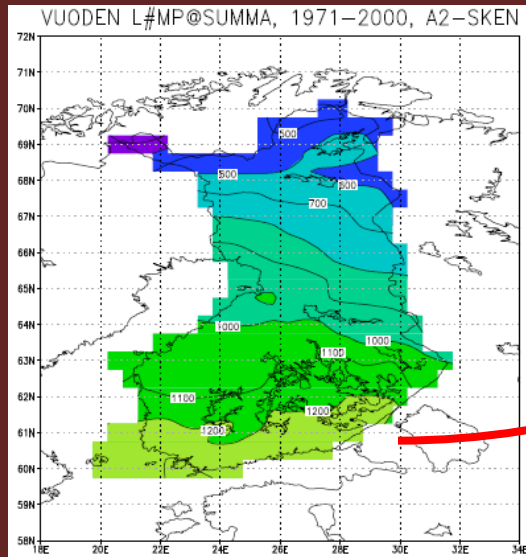 VUODEN L#MP@SUMMA, 1971-2000, A2-SKEN
72N
71N
70N
69N
68N
67N
66N
65N
64N
63N
62N
61N
60N
59N
58N
500
500
500
700
1000
1000
1100
1100
1200
1200
18E
20E
22E
24E
26E
28E
30E
32E
34E